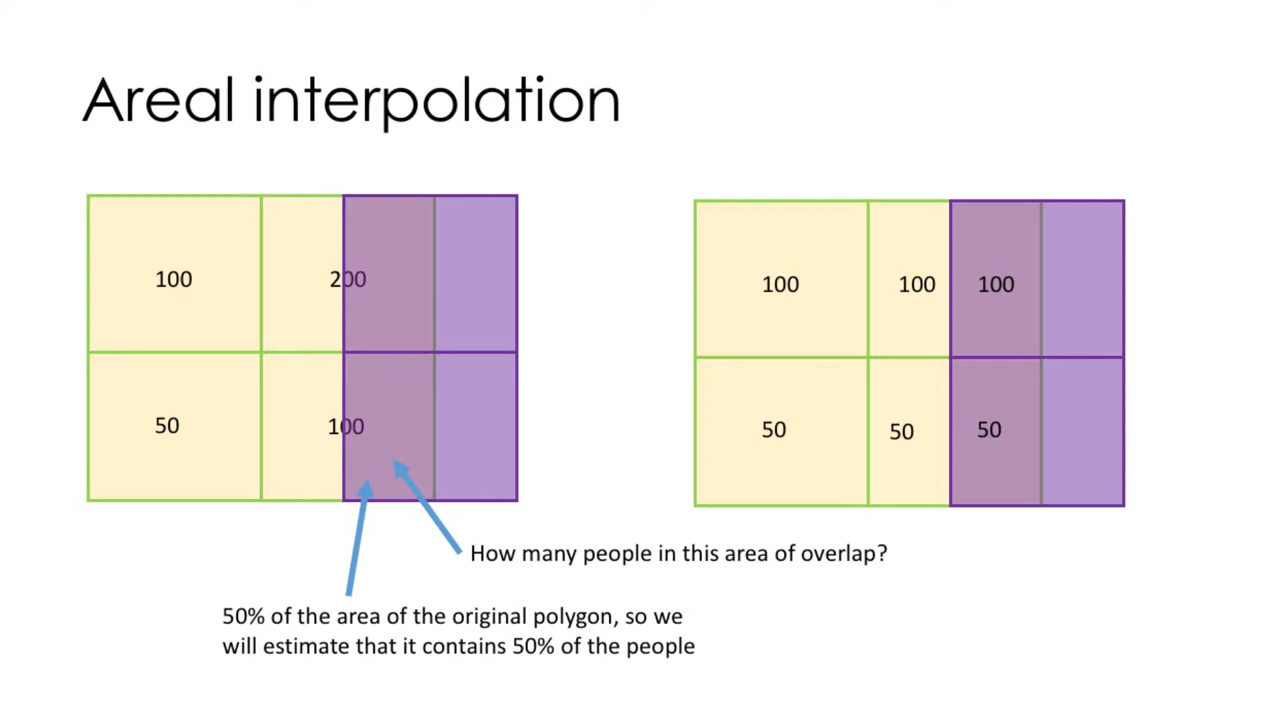 Areal interpolation
100
200
50
100
100
100
100
50
50
50
How many people in this area of overlap?
50% of the area of the original polygon, so we
will estimate that it contains 50% of the people